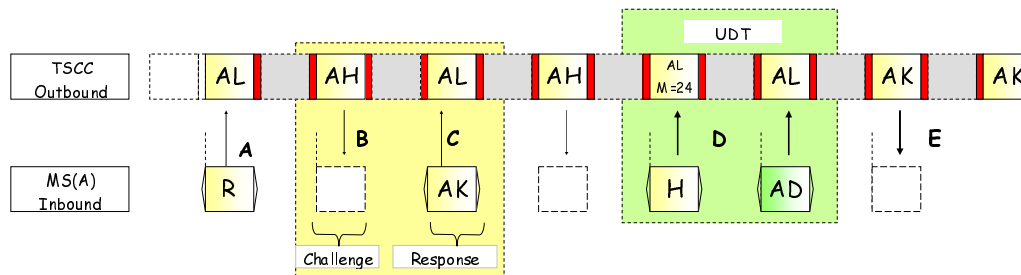 UDT
TSCC
Outbound
AL AH AL AH AL
M=24 AL AK AK
A B C D E
MS(A)
Inbound
R AK H AD
Challenge Response